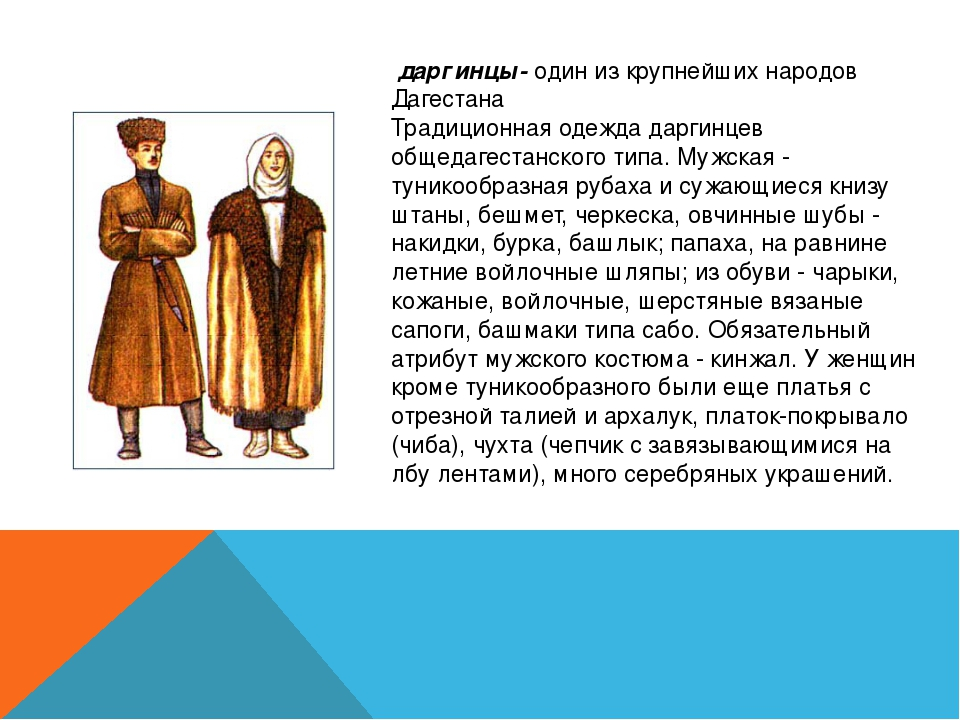 даргинцы- один из крупнейших народов
Дагестана
Традиционная одежда даргинцев
общедагестанского типа. Мужская -
туникообразная рубаха и сужающиеся книзу
штаны, бешмет, черкеска, овчинные шубы -
накидки, бурка, башлык; папаха, на равнине
летние войлочные шляпы; из обуви - чарыки,
кожаные, войлочные, шерстяные вязаные
сапоги, башмаки типа сабо. Обязательный
атрибут мужского костюма - кинжал. У женщин
кроме туникообразного были еще платья с
отрезной талией и архалук, платок-покрывало
(чиба), чухта (чепчик с завязывающимися на
лбу лентами), много серебряных украшений.